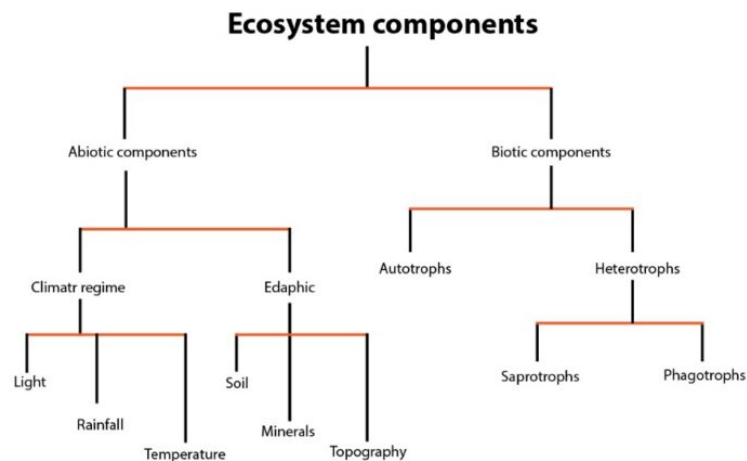 Ecosystem components
Abiotic components
Biotic components
Autotrophs
Heterotrophs
Climatr regime
Edaphic
Saprotrophs
Phagotrophs
Light
Soil
Rainfall
Minerals
Temperature
Topography